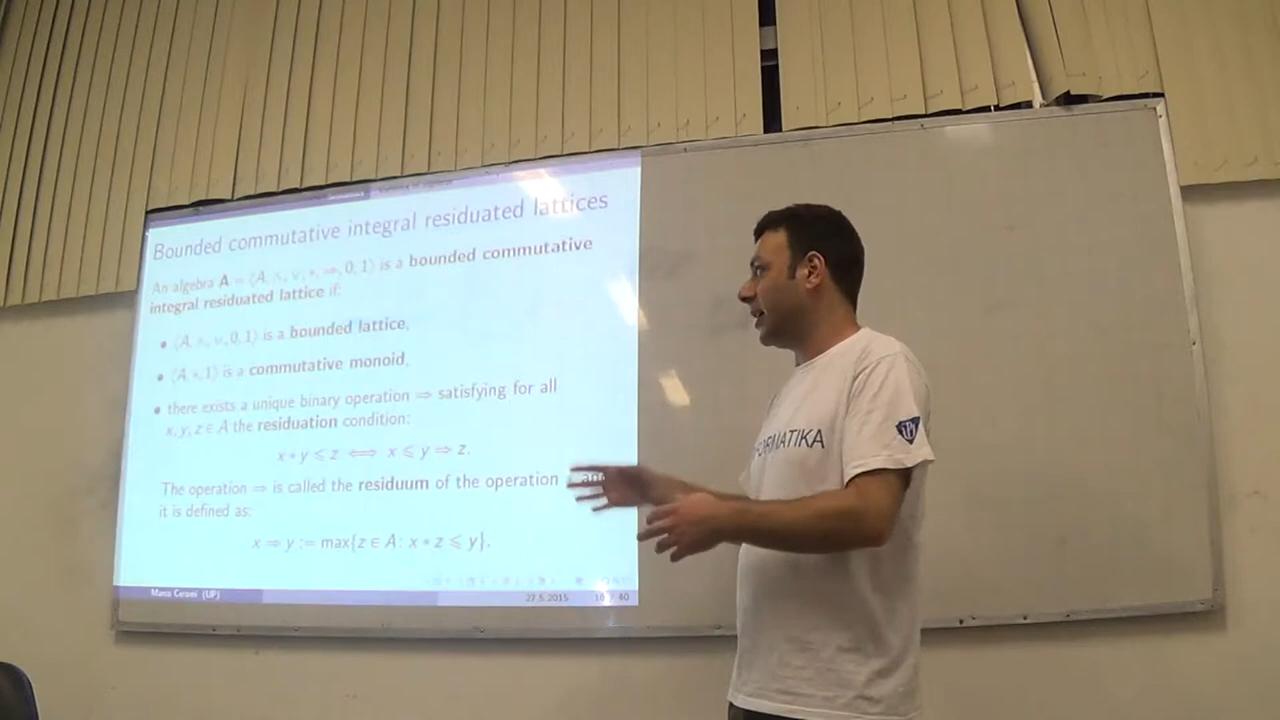 Bounded commutative integral residuated lattices
An algebra A = ⟨A, ∧, ∨, *, ⇒, 0, 1⟩ is a bounded commutative
integral residuated lattice if:
• ⟨A, ∧, ∨, 0, 1⟩ is a bounded lattice,
• ⟨A, *, 1⟩ is a commutative monoid,
• there exists a unique binary operation ⇒ satisfying for all
x, y, z ∈ A the residuation condition:
x * y ⩽ z ⟺ x ⩽ y ⇒ z.
The operation ⇒ is called the residuum of the operation * and
it is defined as:
x ⇒ y := max{z ∈ A : x * z ⩽ y}.
(UP)
27.5.2015
40
ORMATIKA